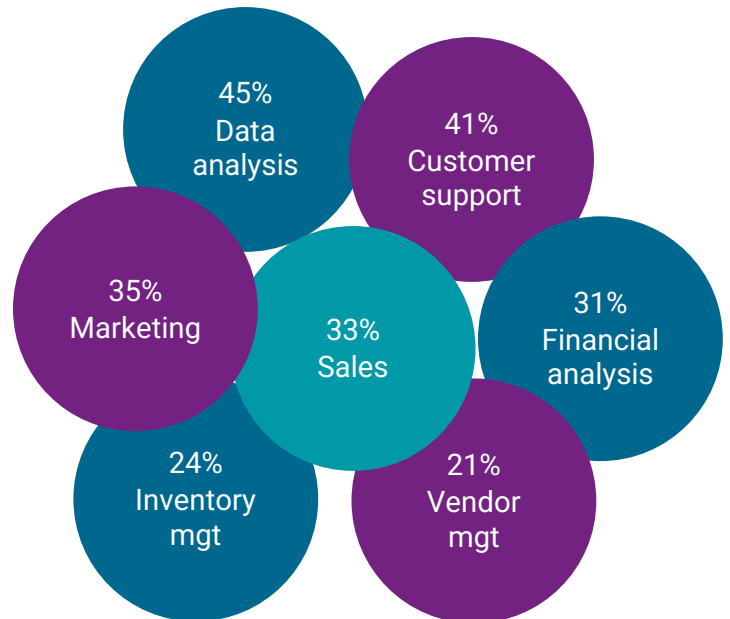 45%
Data
analysis
41%
Customer
support
35%
Marketing
33%
Sales
31%
Financial
analysis
24%
Inventory
mgt
21%
Vendor
mgt